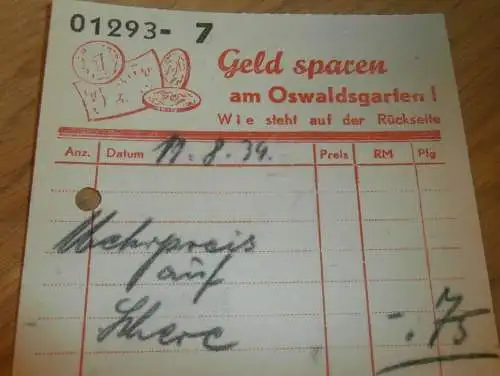 01293- 7
Geld sparen
am Oswaldsgarten!
Wie steht auf der Rückseite
Anz. Datum 19.8.39. Preis RM Pfg
Mehrpreis
auf
Schere -.75